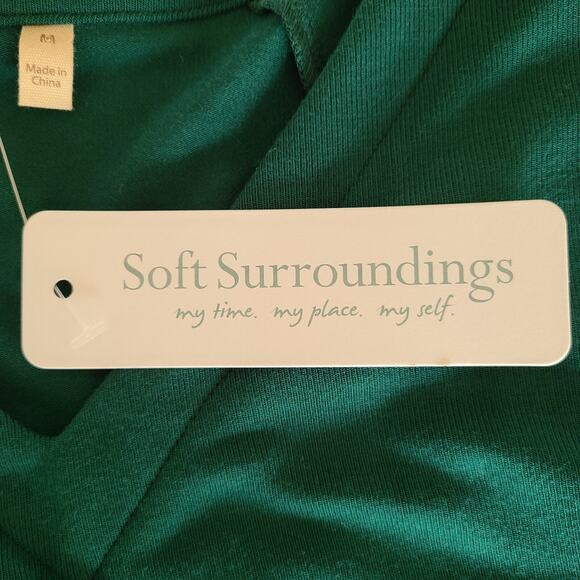 Made in
China
Soft Surroundings
my time. my place. my self.